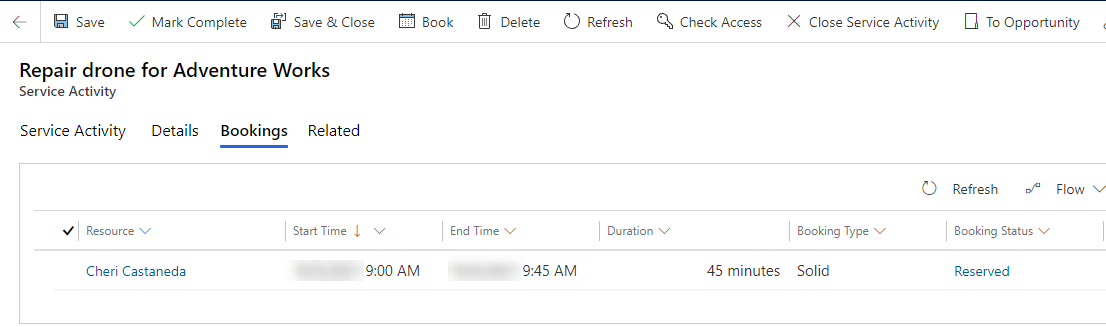 Save Mark Complete Save & Close Book Delete Refresh Check Access Close Service Activity To Opportunity
Repair drone for Adventure Works
Service Activity
Service Activity Details Bookings Related
Refresh Flow
Resource Start Time End Time Duration Booking Type Booking Status
Cheri Castaneda 9:00 AM 9:45 AM 45 minutes Solid Reserved